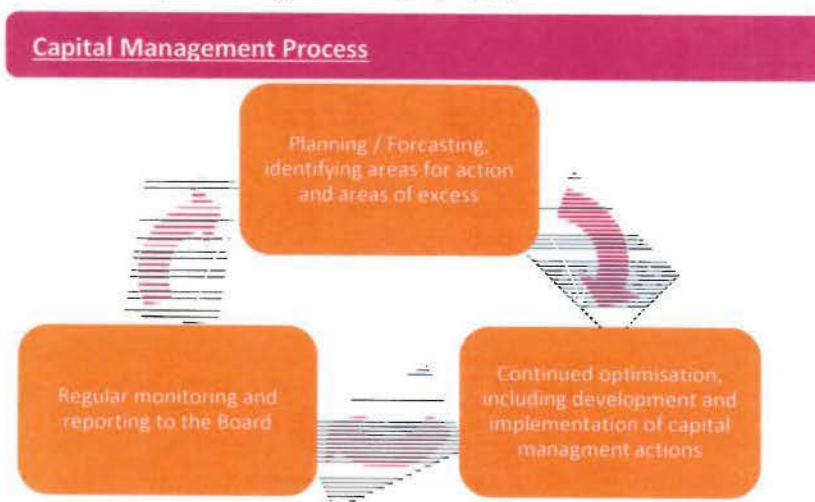 Capital Management Process
Planning / Forcasting,
identifying areas for action
and areas of excess
Continued optimisation,
including development and
implementation of capital
managment actions
Regular monitoring and
reporting to the Board